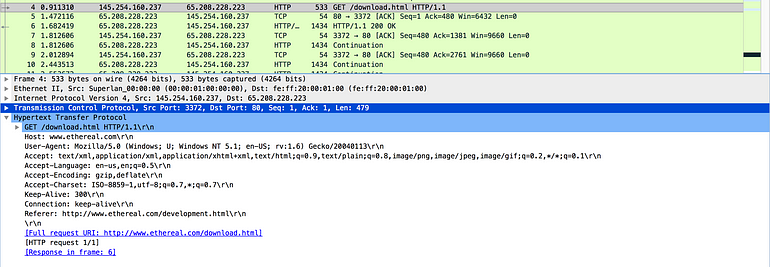 4 0.911310 145.254.160.237 65.208.228.223 HTTP 533 GET /download.html HTTP/1.1
5 1.472116 65.208.228.223 145.254.160.237 TCP 54 80 → 3372 [ACK] Seq=1 Ack=480 Win=6432 Len=0
6 1.682419 65.208.228.223 145.254.160.237 HTTP/… 1434 HTTP/1.1 200 OK
7 1.812606 145.254.160.237 65.208.228.223 TCP 54 3372 → 80 [ACK] Seq=480 Ack=1381 Win=9660 Len=0
8 1.812606 65.208.228.223 145.254.160.237 HTTP 1434 Continuation
9 2.012894 145.254.160.237 65.208.228.223 TCP 54 3372 → 80 [ACK] Seq=480 Ack=2761 Win=9660 Len=0
10 2.443513 65.208.228.223 145.254.160.237 HTTP 1434 Continuation
Frame 4: 533 bytes on wire (4264 bits), 533 bytes captured (4264 bits)
Ethernet II, Src: Superlan_00:00:00 (00:00:01:00:00:00), Dst: fe:ff:20:00:01:00 (fe:ff:20:00:01:00)
Internet Protocol Version 4, Src: 145.254.160.237, Dst: 65.208.228.223
Transmission Control Protocol, Src Port: 3372, Dst Port: 80, Seq: 1, Ack: 1, Len: 479
Hypertext Transfer Protocol
GET /download.html HTTP/1.1\r\n
Host: www.ethereal.com\r\n
User-Agent: Mozilla/5.0 (Windows; U; Windows NT 5.1; en-US; rv:1.6) Gecko/20040113\r\n
Accept: text/xml,application/xml,application/xhtml+xml,text/html;q=0.9,text/plain;q=0.8,image/png,image/jpeg,image/gif;q=0.2,*/*;q=0.1\r\n
Accept-Language: en-us,en;q=0.5\r\n
Accept-Encoding: gzip,deflate\r\n
Accept-Charset: ISO-8859-1,utf-8;q=0.7,*;q=0.7\r\n
Keep-Alive: 300\r\n
Connection: keep-alive\r\n
Referer: http://www.ethereal.com/development.html\r\n
\r\n
[Full request URI: http://www.ethereal.com/download.html]
[HTTP request 1/1]
[Response in frame: 6]